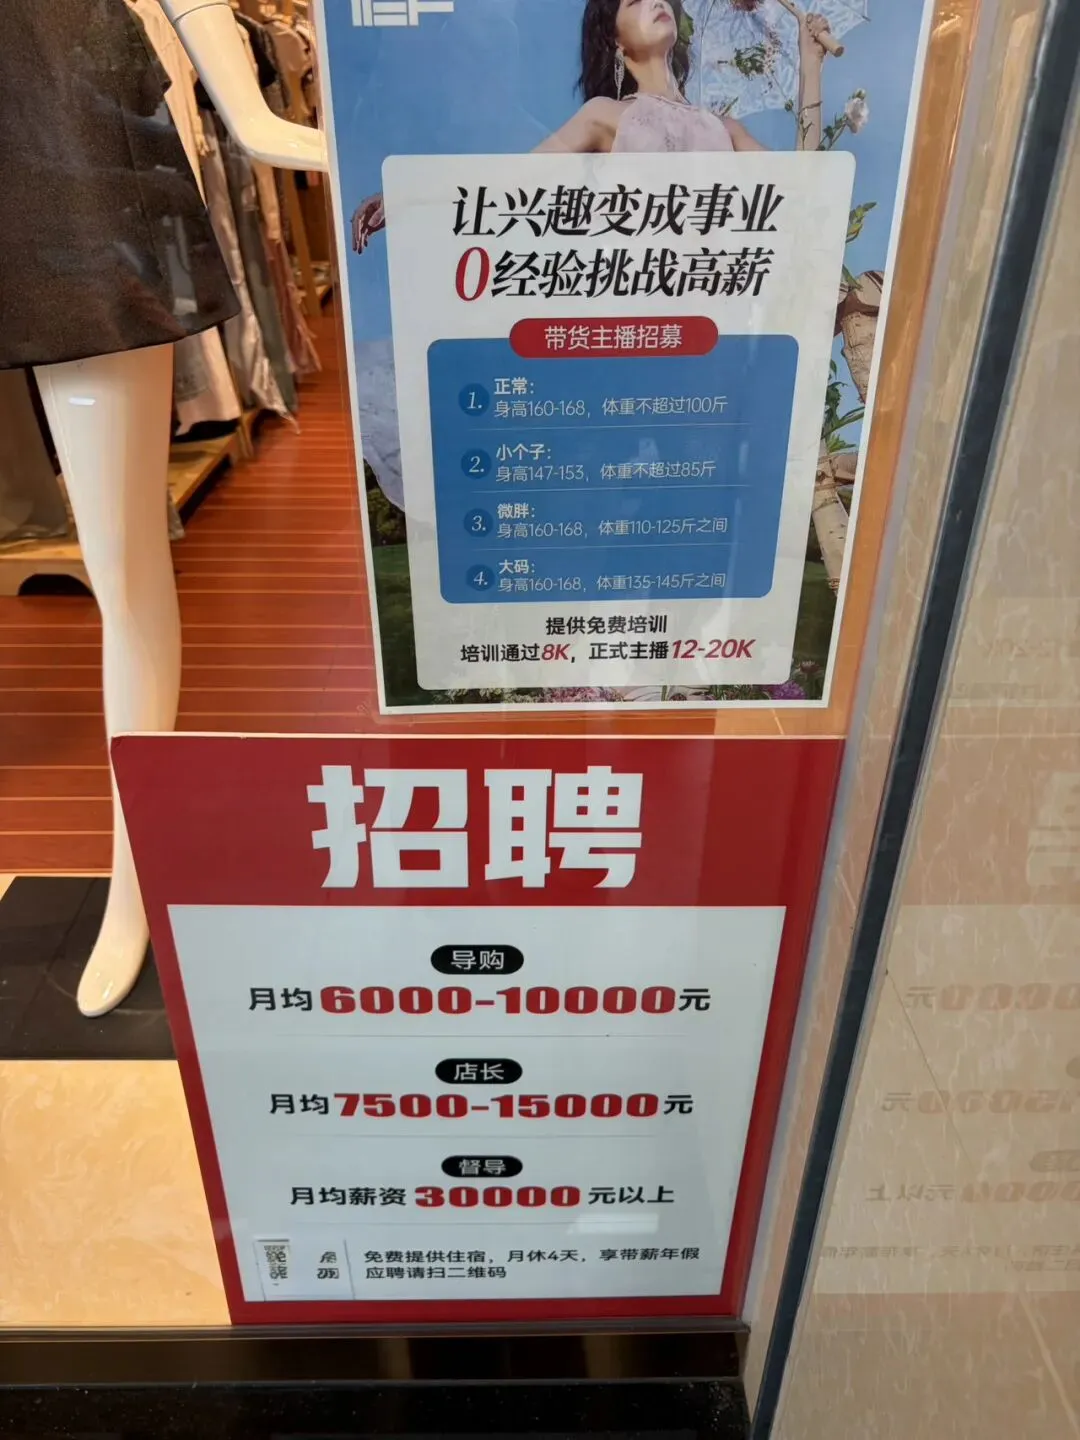 让兴趣变成事业
0经验挑战高薪
带货主播招募
1. 正常:
身高160-168，体重不超过100斤
2. 小个子:
身高147-153，体重不超过85斤
3. 微胖:
身高160-168，体重110-125斤之间
4. 大码:
身高160-168，体重135-145斤之间
提供免费培训
培训通过8K，正式主播12-20K
招聘
导购
月均6000-10000元
店长
月均7500-15000元
督导
月均薪资30000元以上
免费提供住宿，月休4天，享带薪年假
应聘请扫二维码